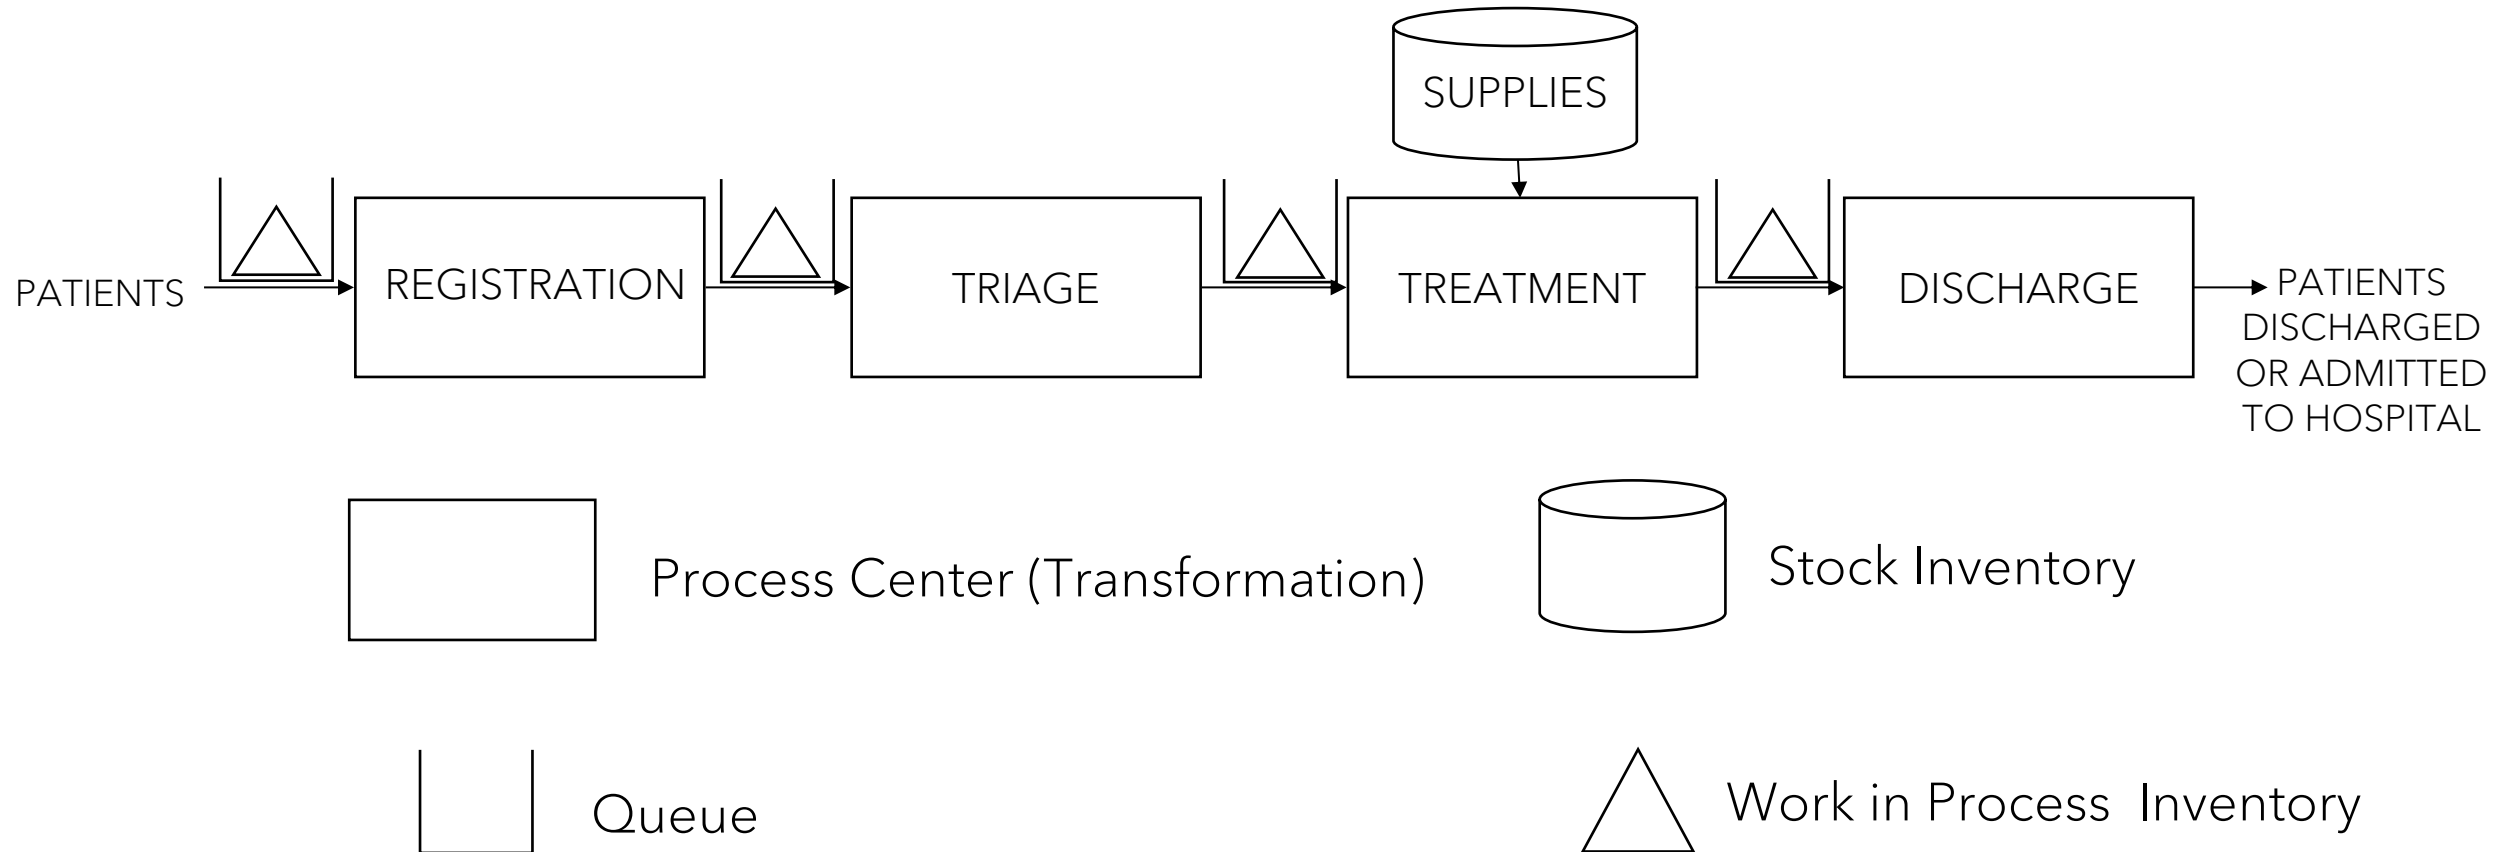 SUPPLIES
PATIENTS
REGISTRATION
TRIAGE
TREATMENT
DISCHARGE
PATIENTS
DISCHARGED
OR ADMITTED
TO HOSPITAL
Process Center (Transformation)
Stock Inventory
Queue
Work in Process Inventory